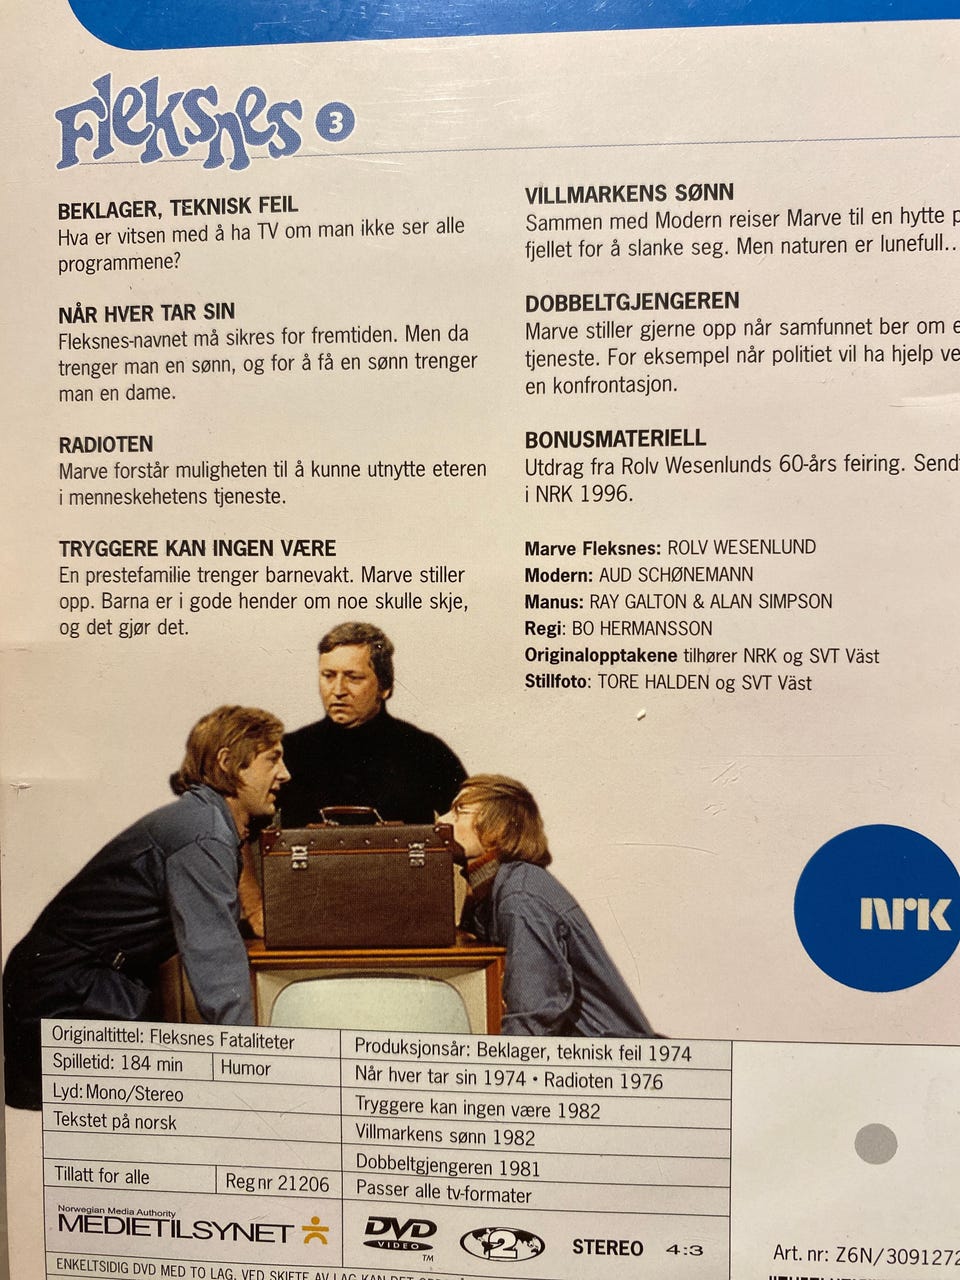 Fleksnes 3
BEKLAGER, TEKNISK FEIL
Hva er vitsen med å ha TV om man ikke ser alle
programmene?
NÅR HVER TAR SIN
Fleksnes-navnet må sikres for fremtiden. Men da
trenger man en sønn, og for å få en sønn trenger
man en dame.
RADIOTEN
Marve forstår muligheten til å kunne utnytte eteren
i menneskehetens tjeneste.
TRYGGERE KAN INGEN VÆRE
En prestefamilie trenger barnevakt. Marve stiller
opp. Barna er i gode hender om noe skulle skje,
og det gjør det.
VILLMARKENS SØNN
Sammen med Modern reiser Marve til en hytte
fjellet for å slanke seg. Men naturen er lunefull..
DOBBELTGJENGEREN
Marve stiller gjerne opp når samfunnet ber om
tjeneste. For eksempel når politiet vil ha hjelp
en konfrontasjon.
BONUSMATERIELL
Utdrag fra Rolv Wesenlunds 60-års feiring.
i NRK 1996.
Marve Fleksnes: ROLV WESENLUND
Modern: AUD SCHØNEMANN
Manus: RAY GALTON & ALAN SIMPSON
Regi: BO HERMANSSON
Originalopptakene tilhører NRK og SVT Väst
Stillfoto: TORE HALDEN og SVT Väst
NRK
Originaltittel: Fleksnes Fataliteter
Spilletid: 184 min
Humor
Lyd: Mono/Stereo
Tekstet på norsk
Tillatt for alle
Reg nr 21206
Produksjonsår: Beklager, teknisk feil 1974
Når hver tar sin 1974 • Radioten 1976
Tryggere kan ingen være 1982
Villmarkens sønn 1982
Dobbeltgjengeren 1981
Passer alle tv-formater
Norwegian Media Authority
MEDIETILSYNET
DVD
VIDEO
TM
2
STEREO
4:3
Art. nr: Z6N/3091272
ENKELTSIDIG DVD MED TO LAG. VED SKIFTE AV LAG KAN DET